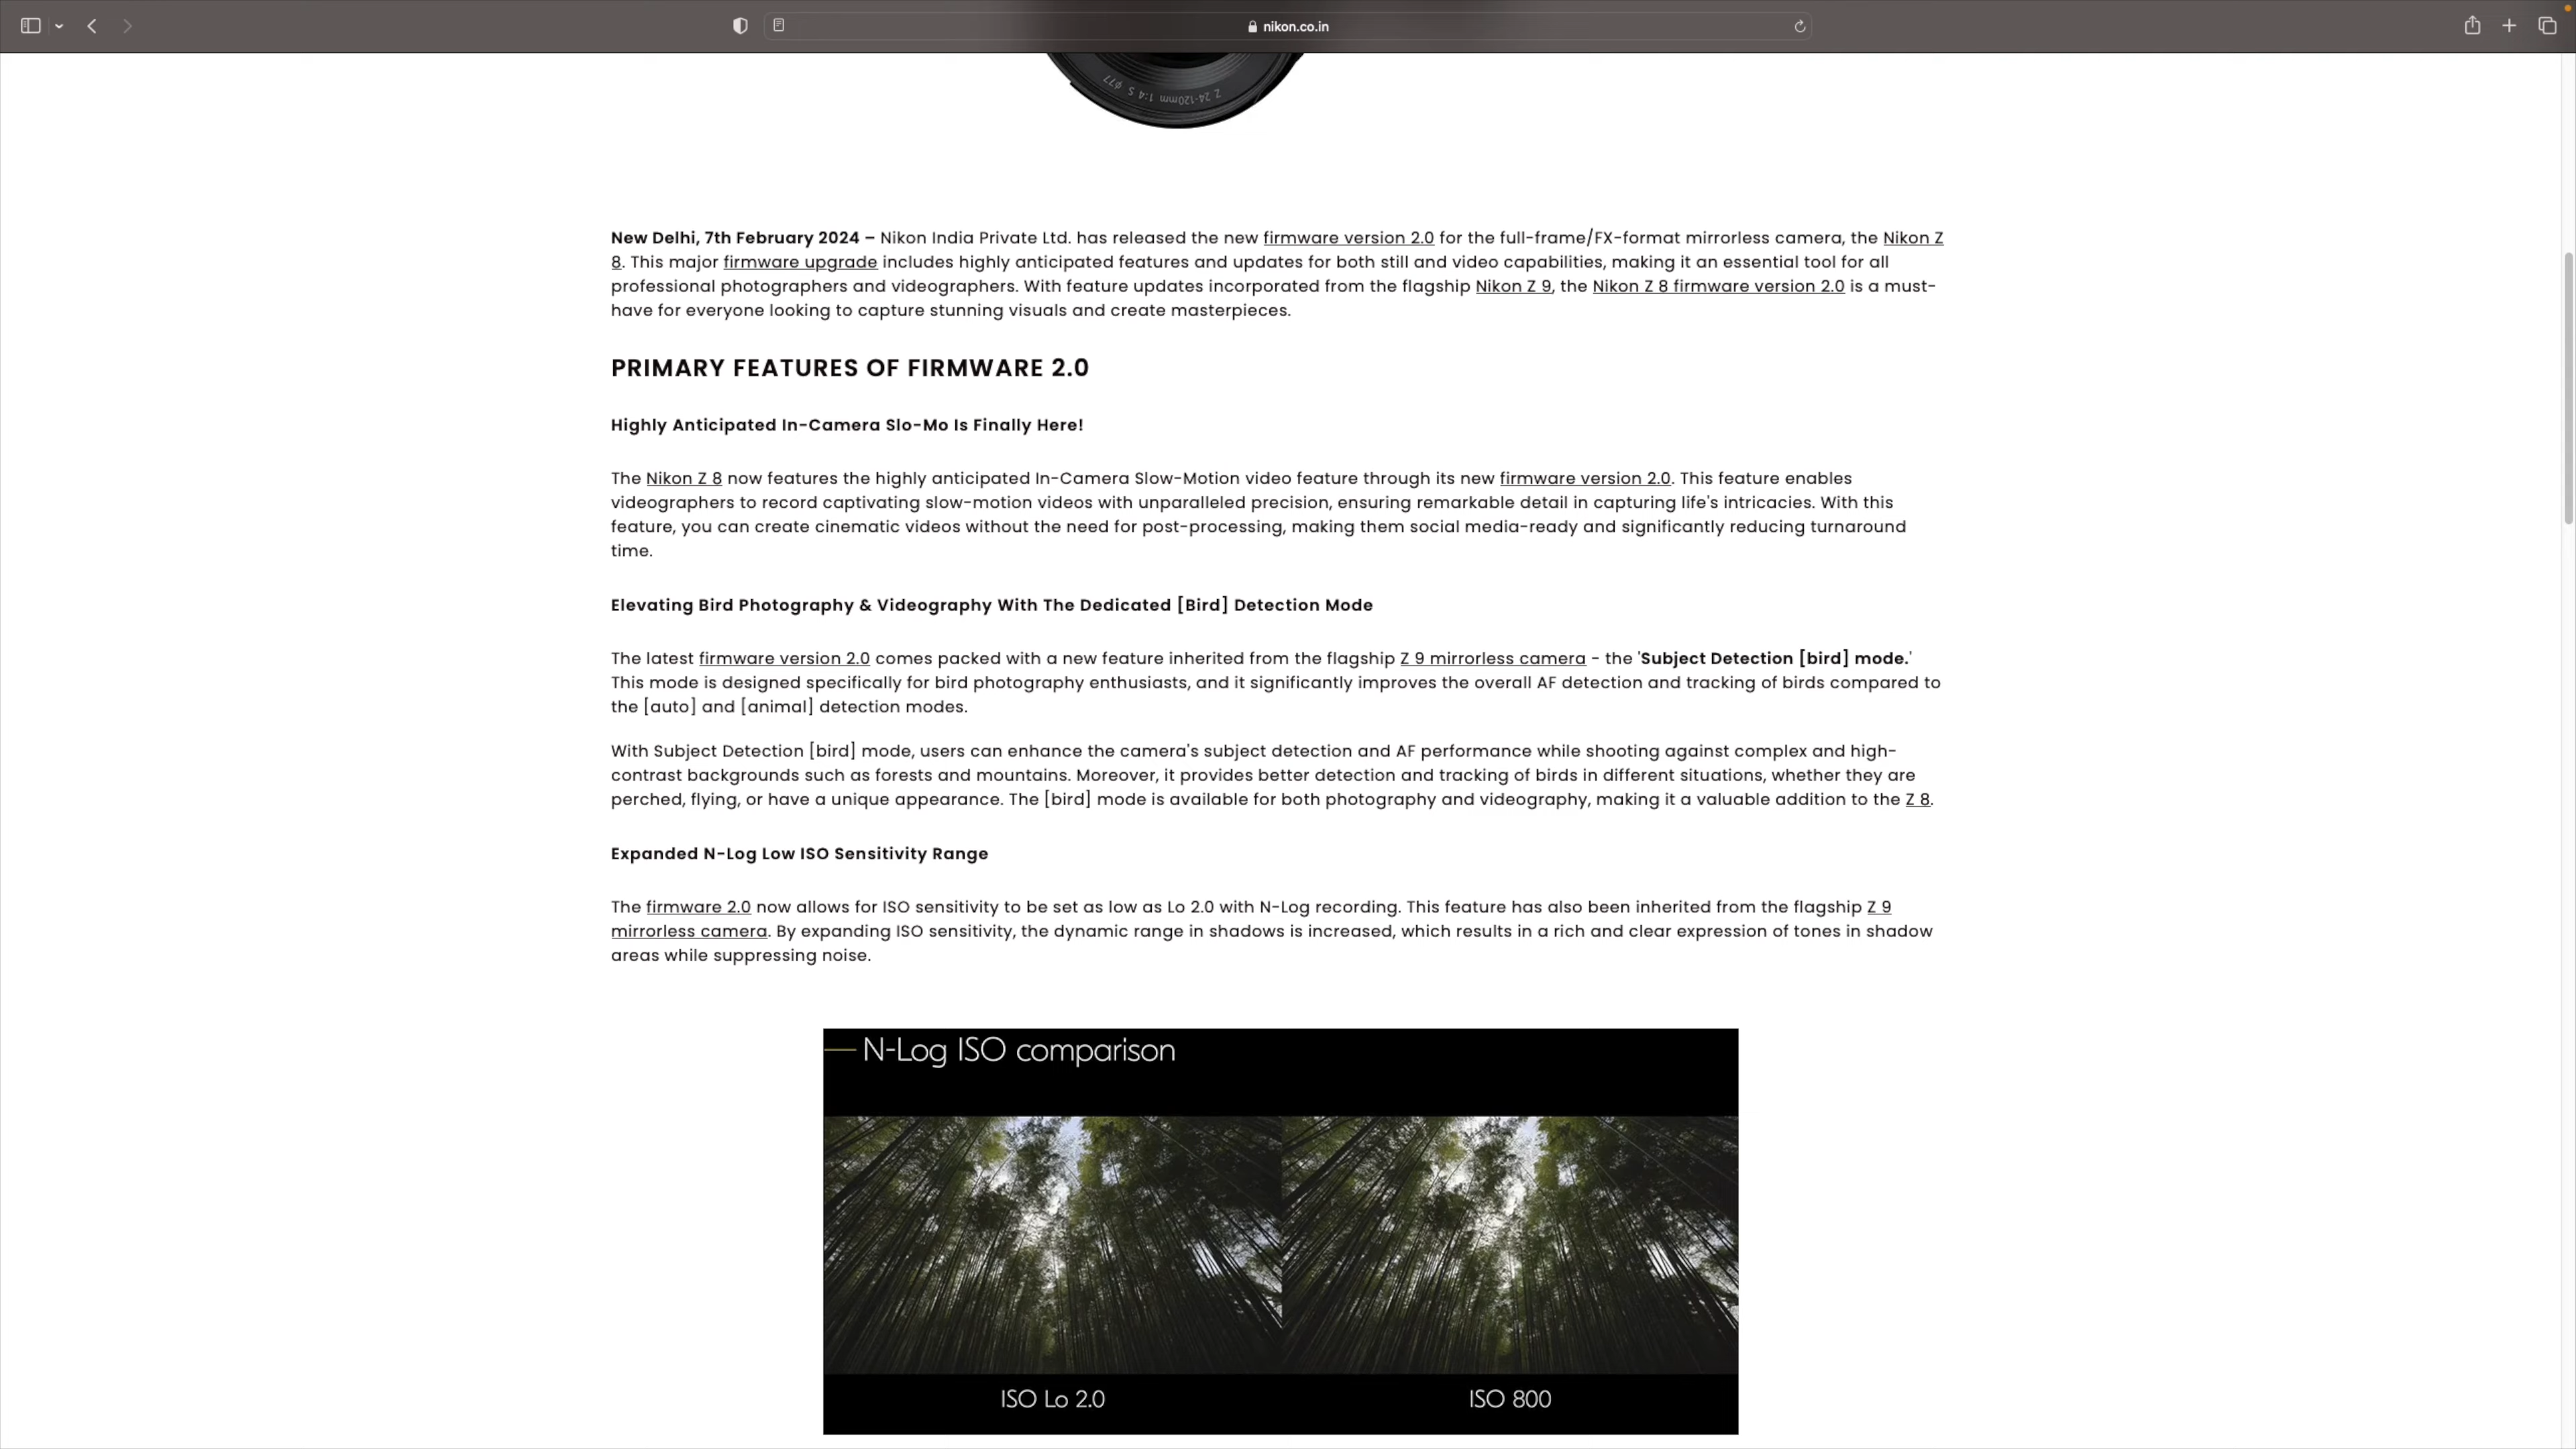 nikon.co.in
Z 24-120mm 1:4 S ⌀77
New Delhi, 7th February 2024 – Nikon India Private Ltd. has released the new firmware version 2.0 for the full-frame/FX-format mirrorless camera, the Nikon Z
8. This major firmware upgrade includes highly anticipated features and updates for both still and video capabilities, making it an essential tool for all
professional photographers and videographers. With feature updates incorporated from the flagship Nikon Z 9, the Nikon Z 8 firmware version 2.0 is a must-
have for everyone looking to capture stunning visuals and create masterpieces.
PRIMARY FEATURES OF FIRMWARE 2.0
Highly Anticipated In-Camera Slo-Mo Is Finally Here!
The Nikon Z 8 now features the highly anticipated In-Camera Slow-Motion video feature through its new firmware version 2.0. This feature enables
videographers to record captivating slow-motion videos with unparalleled precision, ensuring remarkable detail in capturing life's intricacies. With this
feature, you can create cinematic videos without the need for post-processing, making them social media-ready and significantly reducing turnaround
time.
Elevating Bird Photography & Videography With The Dedicated [Bird] Detection Mode
The latest firmware version 2.0 comes packed with a new feature inherited from the flagship Z 9 mirrorless camera - the 'Subject Detection [bird] mode.'
This mode is designed specifically for bird photography enthusiasts, and it significantly improves the overall AF detection and tracking of birds compared to
the [auto] and [animal] detection modes.
With Subject Detection [bird] mode, users can enhance the camera's subject detection and AF performance while shooting against complex and high-
contrast backgrounds such as forests and mountains. Moreover, it provides better detection and tracking of birds in different situations, whether they are
perched, flying, or have a unique appearance. The [bird] mode is available for both photography and videography, making it a valuable addition to the Z 8.
Expanded N-Log Low ISO Sensitivity Range
The firmware 2.0 now allows for ISO sensitivity to be set as low as Lo 2.0 with N-Log recording. This feature has also been inherited from the flagship Z 9
mirrorless camera. By expanding ISO sensitivity, the dynamic range in shadows is increased, which results in a rich and clear expression of tones in shadow
areas while suppressing noise.
N-Log ISO comparison
ISO Lo 2.0
ISO 800